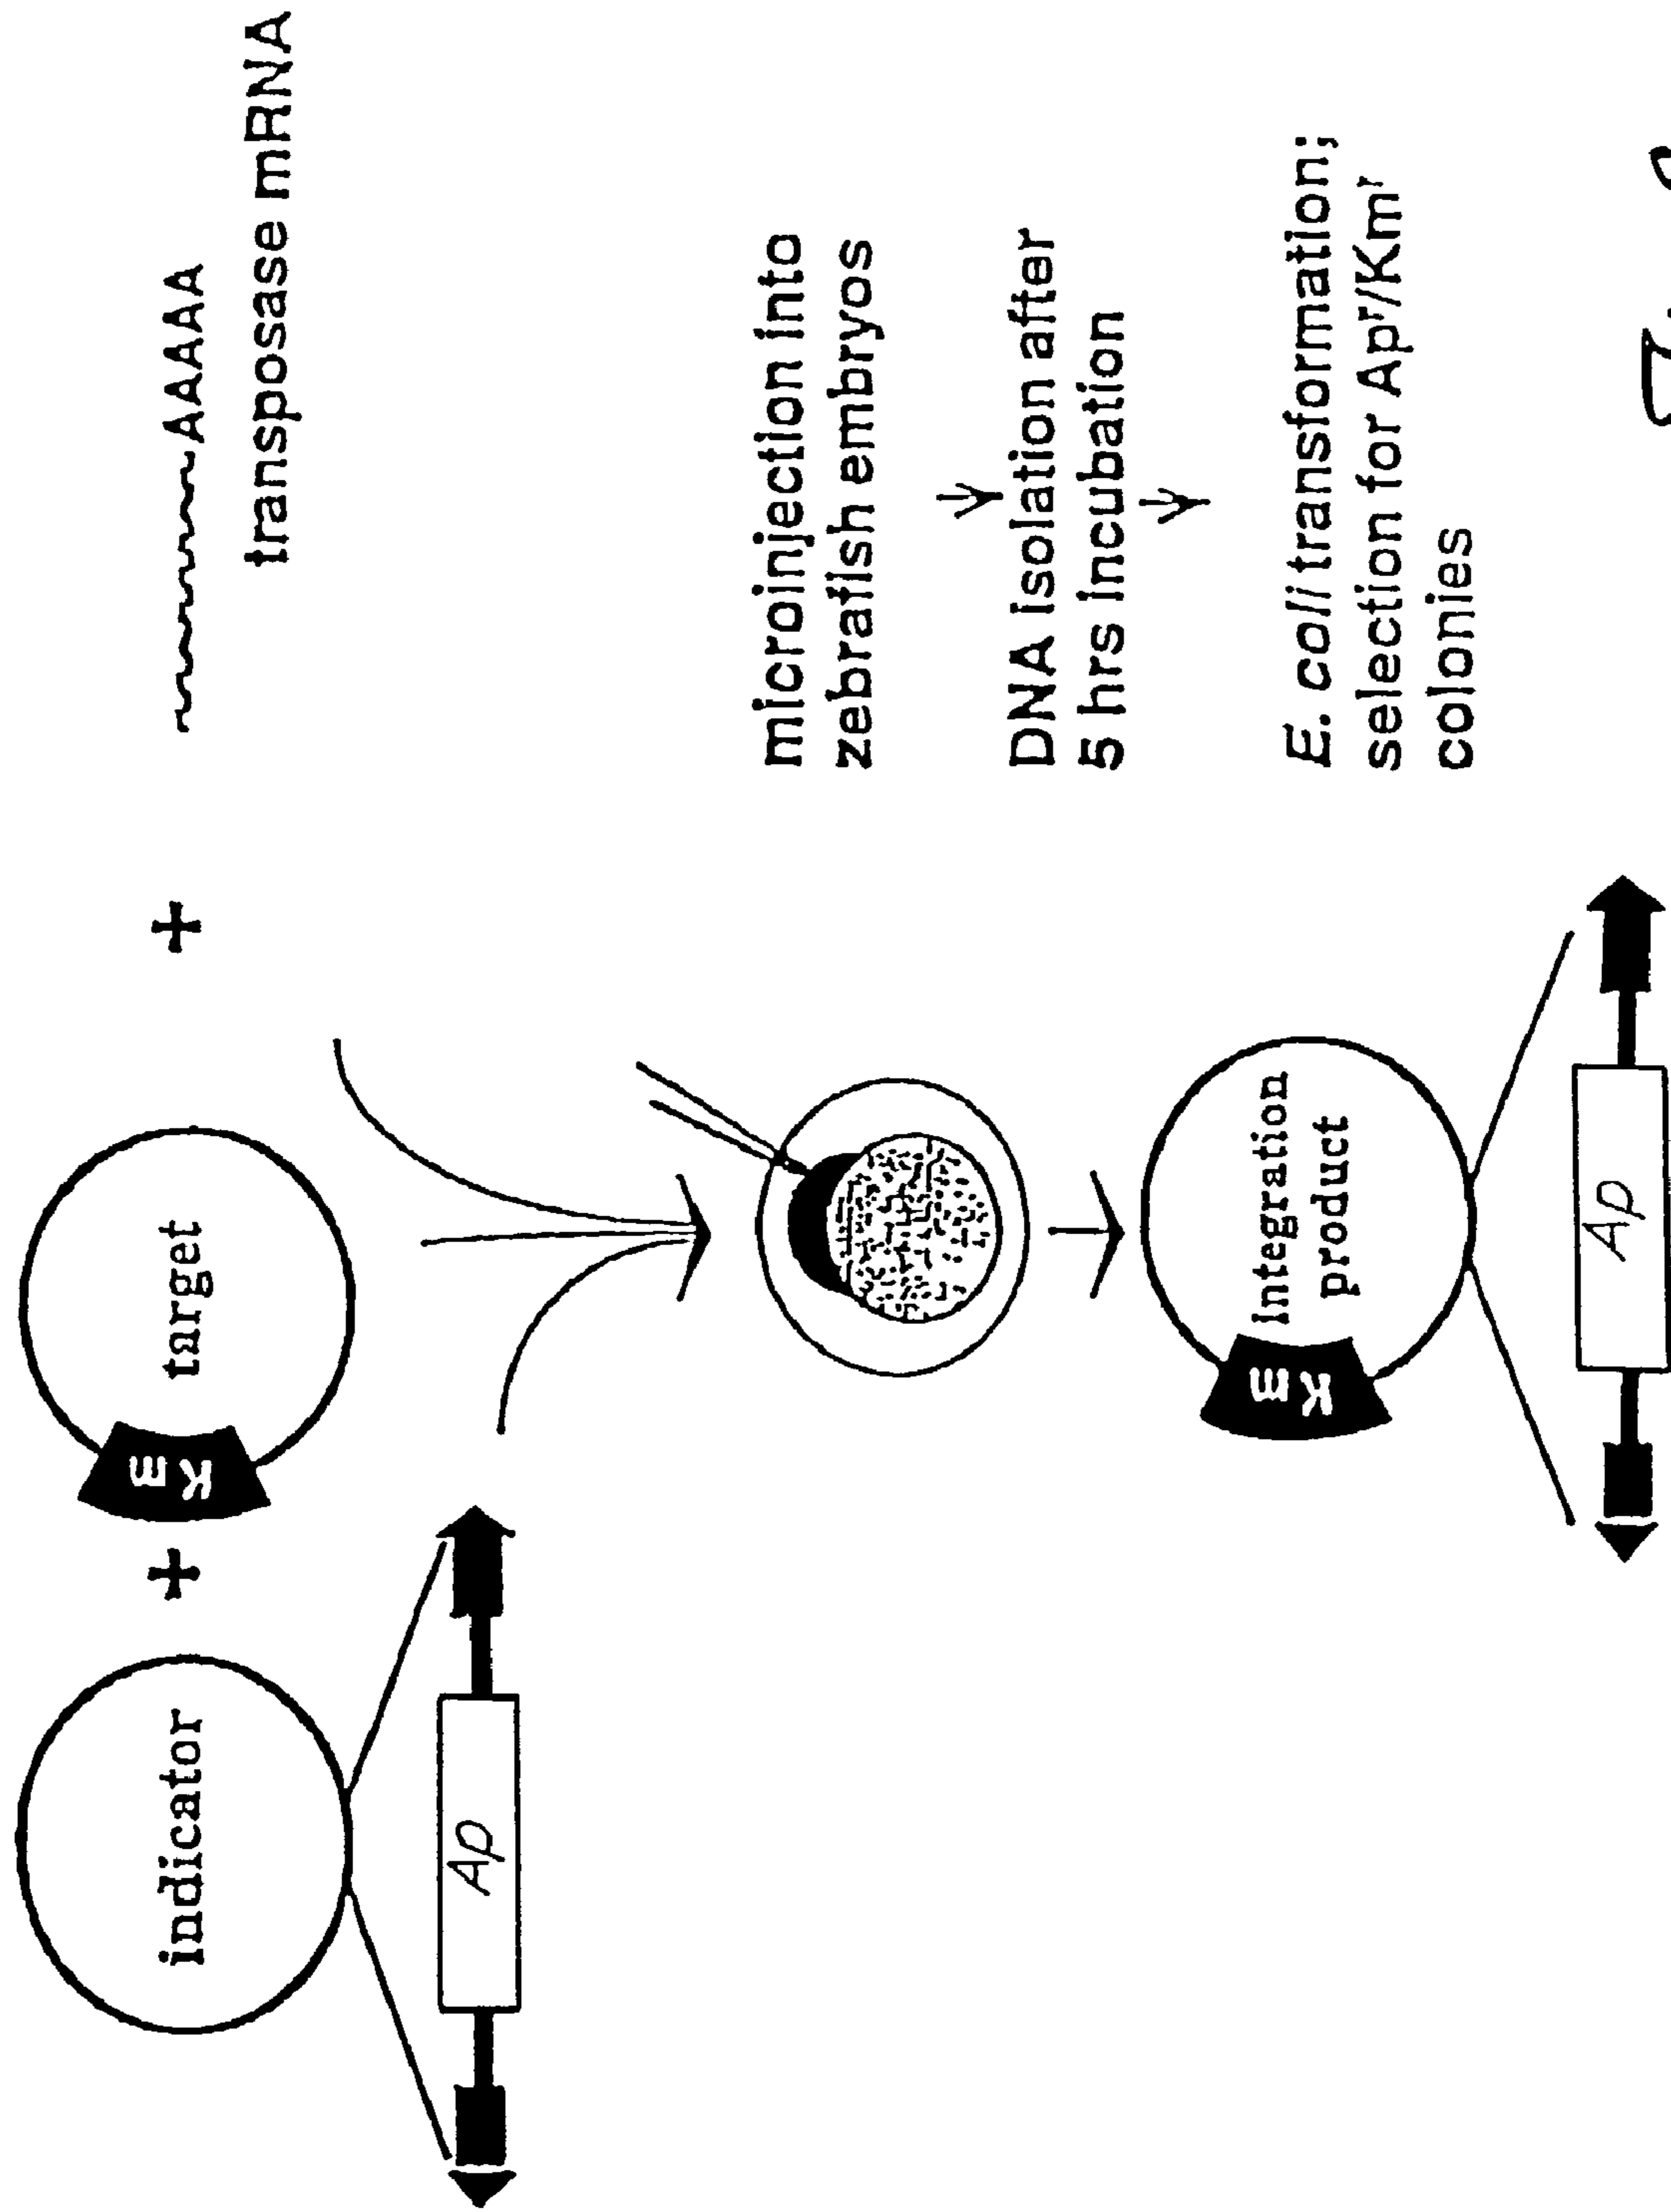 indicator
+
Km
target
+
AAAAA
transposase mRNA
Ap
microinjection into
zebrafish embryos
DNA isolation after
5 hrs incubation
Km
Integration
product
E. coli transformation;
selection for Apʳ/Kmʳ
colonies
Ap